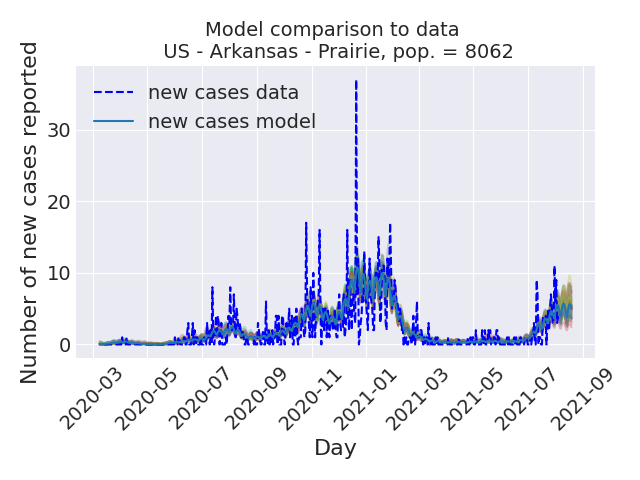 Model comparison to data
US - Arkansas - Prairie, pop. = 8062
Number of new cases reported
new cases data
new cases model
30
20
10
0
2020-03
2020-05
2020-07
2020-09
2020-11
2021-01
2021-03
2021-05
2021-07
2021-09
Day